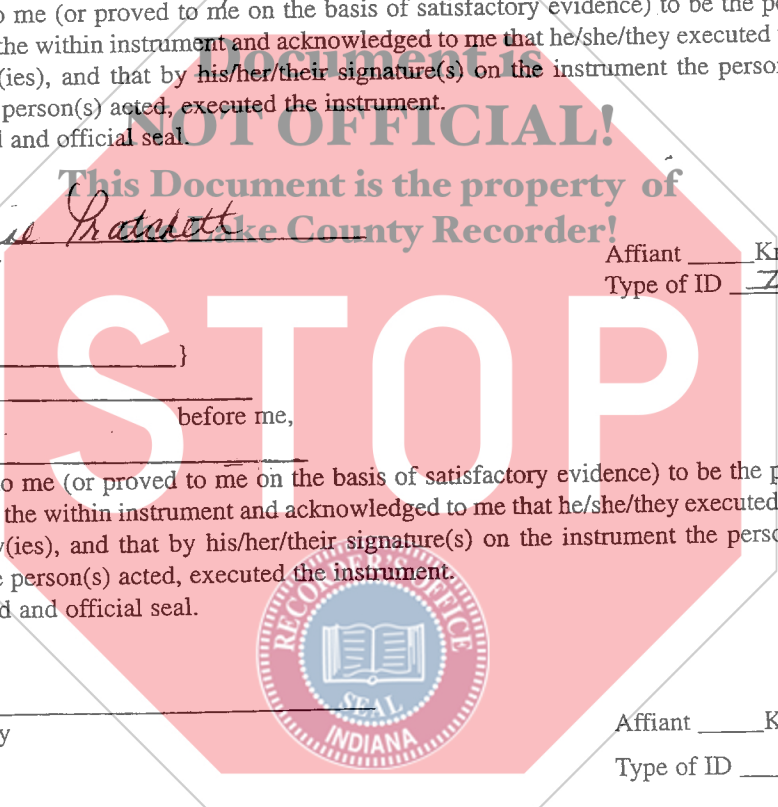 o me (or proved to me on the basis of satisfactory evidence) to be the p
the within instrument and acknowledged to me that he/she/they executed
(ies), and that by his/her/their signature(s) on the instrument the person
person(s) acted, executed the instrument.
d and official seal.
Document is
NOT OFFICIAL!
This Document is the property of
the Lake County Recorder!
Pratchett
Affiant _____Kn
Type of ID
STOP
}
before me,
o me (or proved to me on the basis of satisfactory evidence) to be the p
the within instrument and acknowledged to me that he/she/they executed
y(ies), and that by his/her/their signature(s) on the instrument the perso
e person(s) acted, executed the instrument.
d and official seal.
RECORDER'S OFFICE
SEAL
INDIANA
y
Affiant _____K
Type of ID